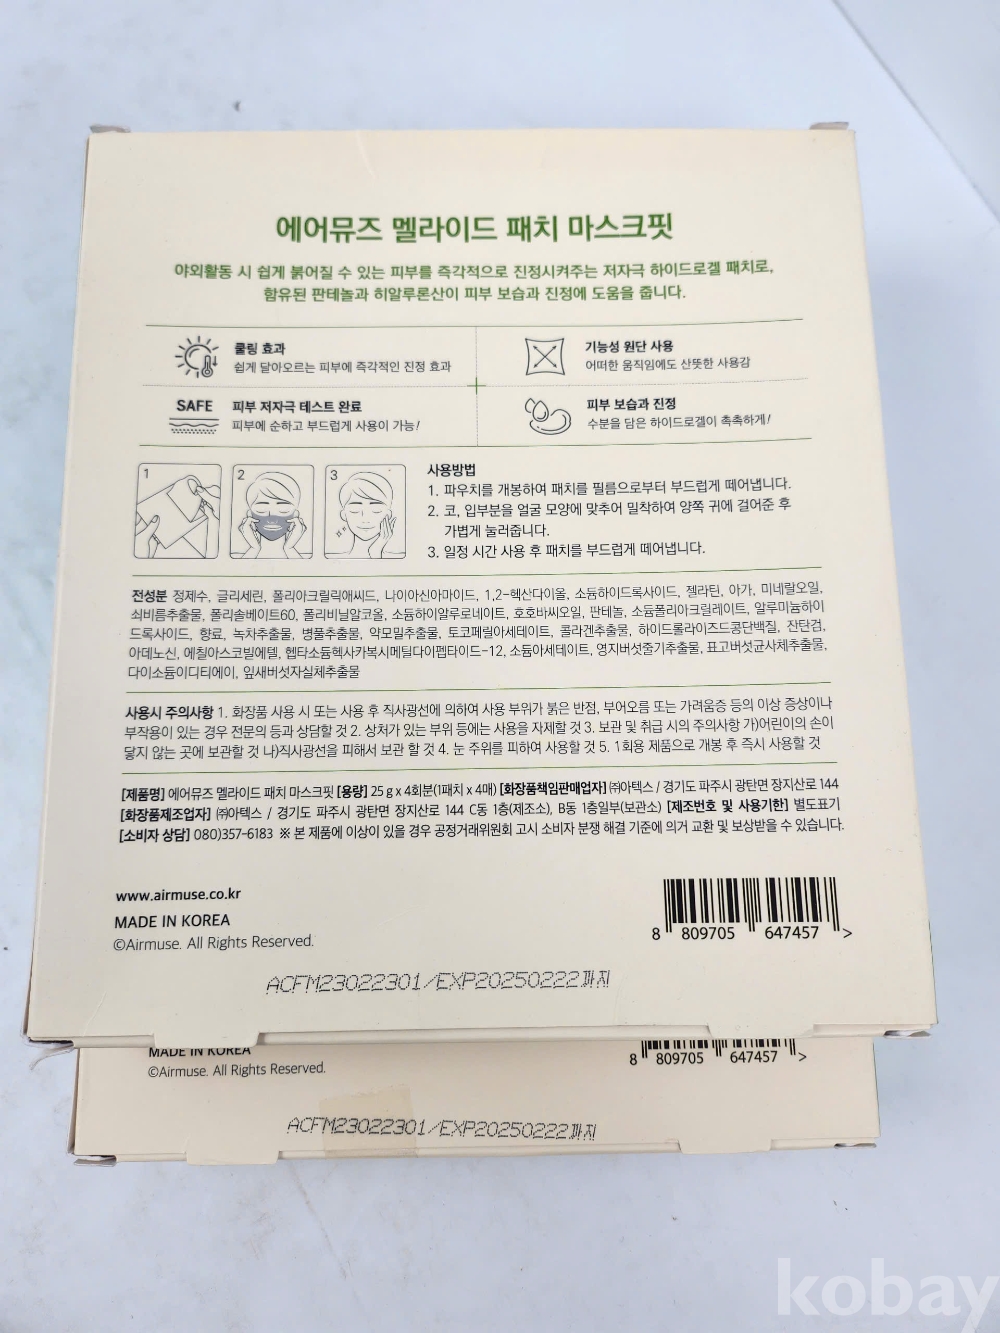 에어뮤즈 멜라이드 패치 마스크핏
야외활동 시 쉽게 붉어질 수 있는 피부를 즉각적으로 진정시켜주는 저자극 하이드로겔 패치로,
함유된 판테놀과 히알루론산이 피부 보습과 진정에 도움을 줍니다.
쿨링 효과
쉽게 달아오르는 피부에 즉각적인 진정 효과
기능성 원단 사용
어떠한 움직임에도 산뜻한 사용감
SAFE
피부 저자극 테스트 완료
피부에 순하고 부드럽게 사용이 가능!
피부 보습과 진정
수분을 담은 하이드로겔이 촉촉하게!
1
2
3
사용방법
1. 파우치를 개봉하여 패치를 필름으로부터 부드럽게 떼어냅니다.
2. 코, 입부분을 얼굴 모양에 맞추어 밀착하여 양쪽 귀에 걸어준 후
가볍게 눌러줍니다.
3. 일정 시간 사용 후 패치를 부드럽게 떼어냅니다.
전성분 정제수, 글리세린, 폴리아크릴릭애씨드, 나이아신아마이드, 1,2-헥산다이올, 소듐하이드록사이드, 젤라틴, 아가, 미네랄오일,
쇠비름추출물, 폴리솔베이트60, 폴리비닐알코올, 소듐하이알루로네이트, 호호바씨오일, 판테놀, 소듐폴리아크릴레이트, 알루미늄하이
드록사이드, 향료, 녹차추출물, 병풀추출물, 약모밀추출물, 토코페릴아세테이트, 콜라겐추출물, 하이드롤라이즈드콩단백질, 잔탄검,
아데노신, 에칠아스코빌에텔, 헵타소듐헥사카복시메틸다이펩타이드-12, 소듐아세테이트, 영지버섯줄기추출물, 표고버섯균사체추출물,
다이소듐이디티에이, 잎새버섯자실체추출물
사용시 주의사항 1. 화장품 사용 시 또는 사용 후 직사광선에 의하여 사용 부위가 붉은 반점, 부어오름 또는 가려움증 등의 이상 증상이나
부작용이 있는 경우 전문의 등과 상담할 것 2. 상처가 있는 부위 등에는 사용을 자제할 것 3. 보관 및 취급 시의 주의사항 가)어린이의 손이
닿지 않는 곳에 보관할 것 나)직사광선을 피해서 보관 할 것 4. 눈 주위를 피하여 사용할 것 5. 1회용 제품으로 개봉 후 즉시 사용할 것
[제품명] 에어뮤즈 멜라이드 패치 마스크핏 [용량] 25 g x 4회분(1패치 x 4매) [화장품책임판매업자] ㈜아텍스 / 경기도 파주시 광탄면 장지산로 144
[화장품제조업자] ㈜아텍스 / 경기도 파주시 광탄면 장지산로 144 C동 1층(제조소), B동 1층일부(보관소) [제조번호 및 사용기한] 별도표기
[소비자 상담] 080)357-6183 ※ 본 제품에 이상이 있을 경우 공정거래위원회 고시 소비자 분쟁 해결 기준에 의거 교환 및 보상받을 수 있습니다.
www.airmuse.co.kr
MADE IN KOREA
©Airmuse. All Rights Reserved.
8 809705 647457 >
ACFM23022301/EXP20250222까지
MADE IN KOREA
©Airmuse. All Rights Reserved.
8 809705 647457 >
ACFM23022301/EXP20250222까지
kobay